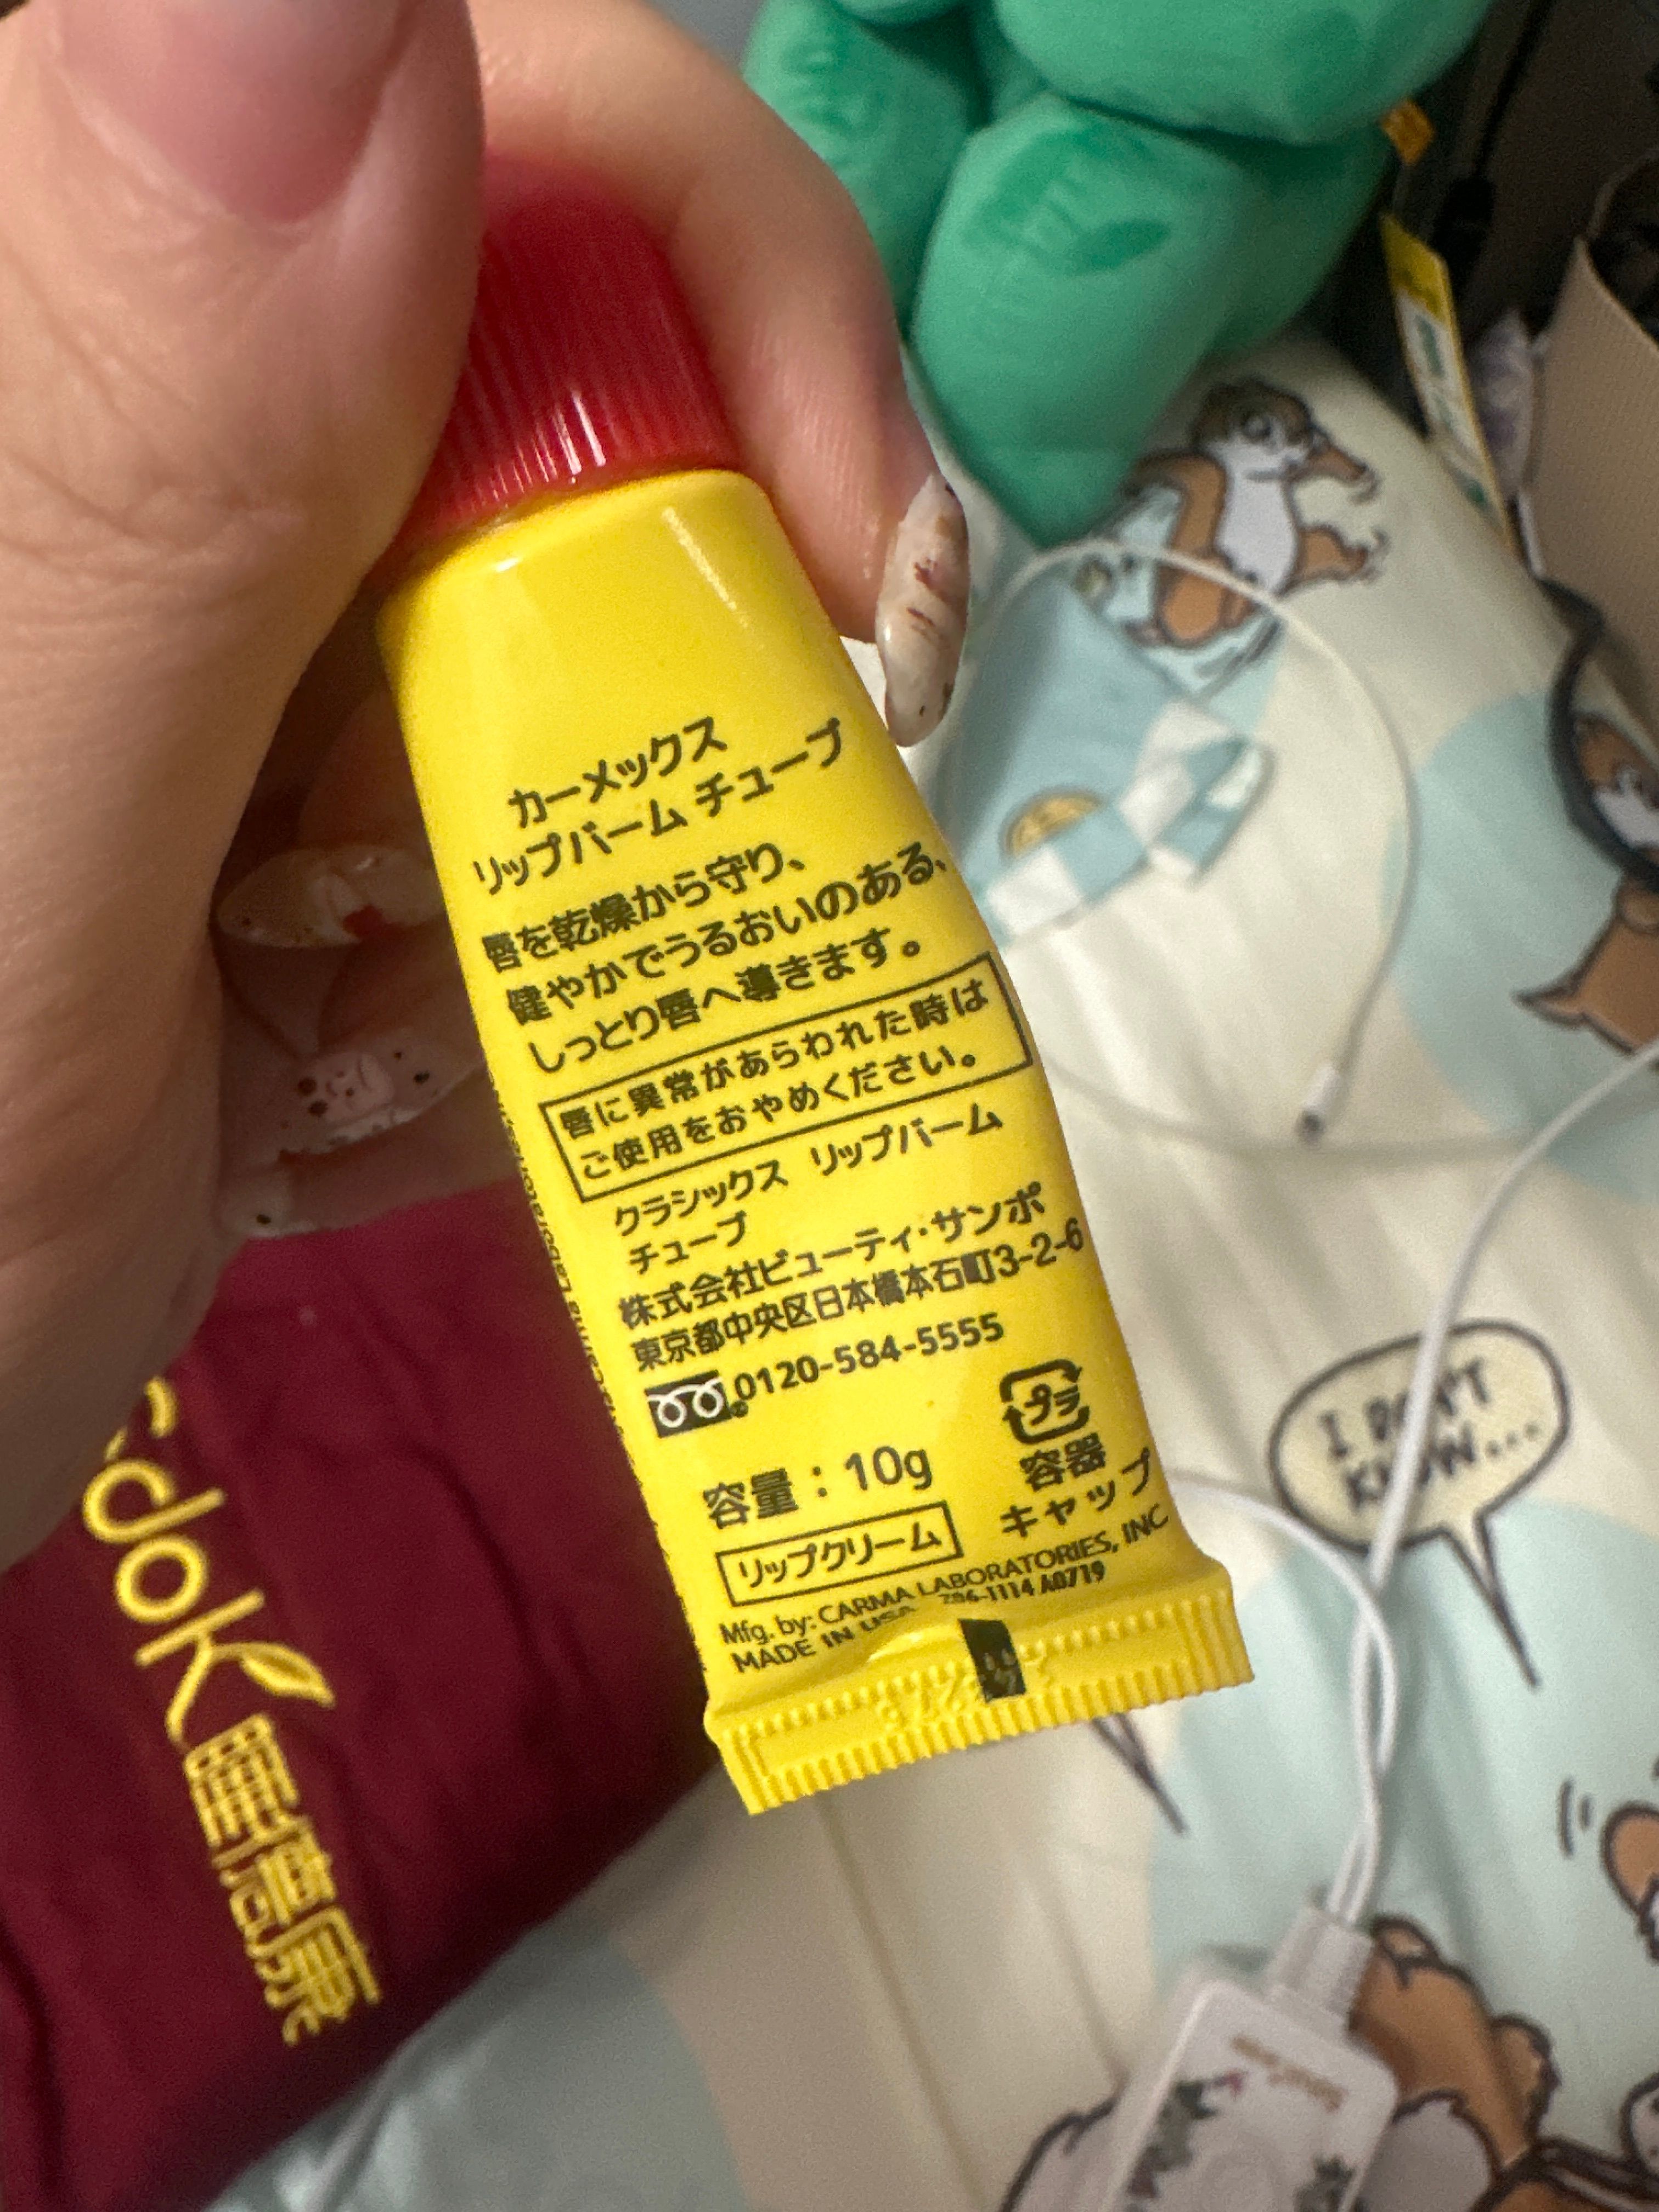 カーメックス
リップバーム チューブ
唇を乾燥から守り、
健やかでうるおいのある、
しっとり唇へ導きます。
唇に異常があらわれた時は
ご使用をおやめください。
クラシックス リップバーム
チューブ
株式会社ビューティ・サンポ
東京都中央区日本橋本石町3-2-6
0120-584-5555
プラ
容器
キャップ
容量：10g
リップクリーム
Mfg. by: CARMA LABORATORIES, INC
MADE IN USA 286-1114 A0719
I DON'T
KNOW...
dok